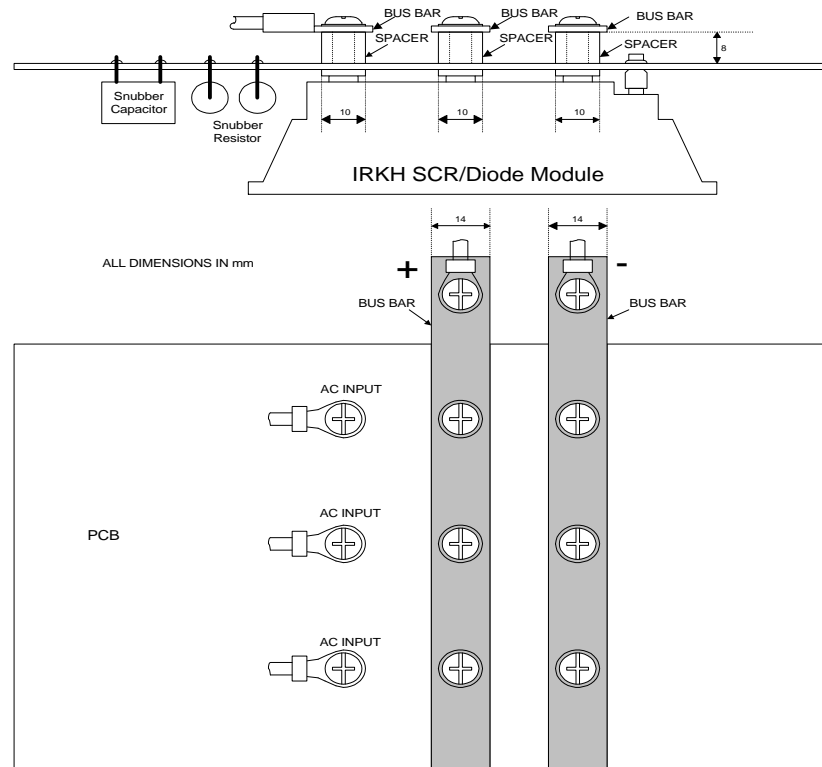 BUS BAR
BUS BAR
BUS BAR
SPACER
SPACER
SPACER
8
Snubber
Capacitor
Snubber
Resistor
10
10
10
IRKH SCR/Diode Module
14
14
ALL DIMENSIONS IN mm
+
-
BUS BAR
BUS BAR
AC INPUT
AC INPUT
PCB
AC INPUT